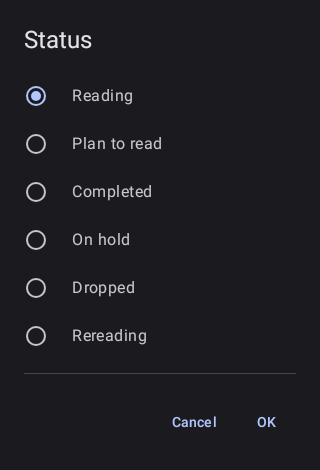 Status
Reading
Plan to read
Completed
On hold
Dropped
Rereading
Cancel OK